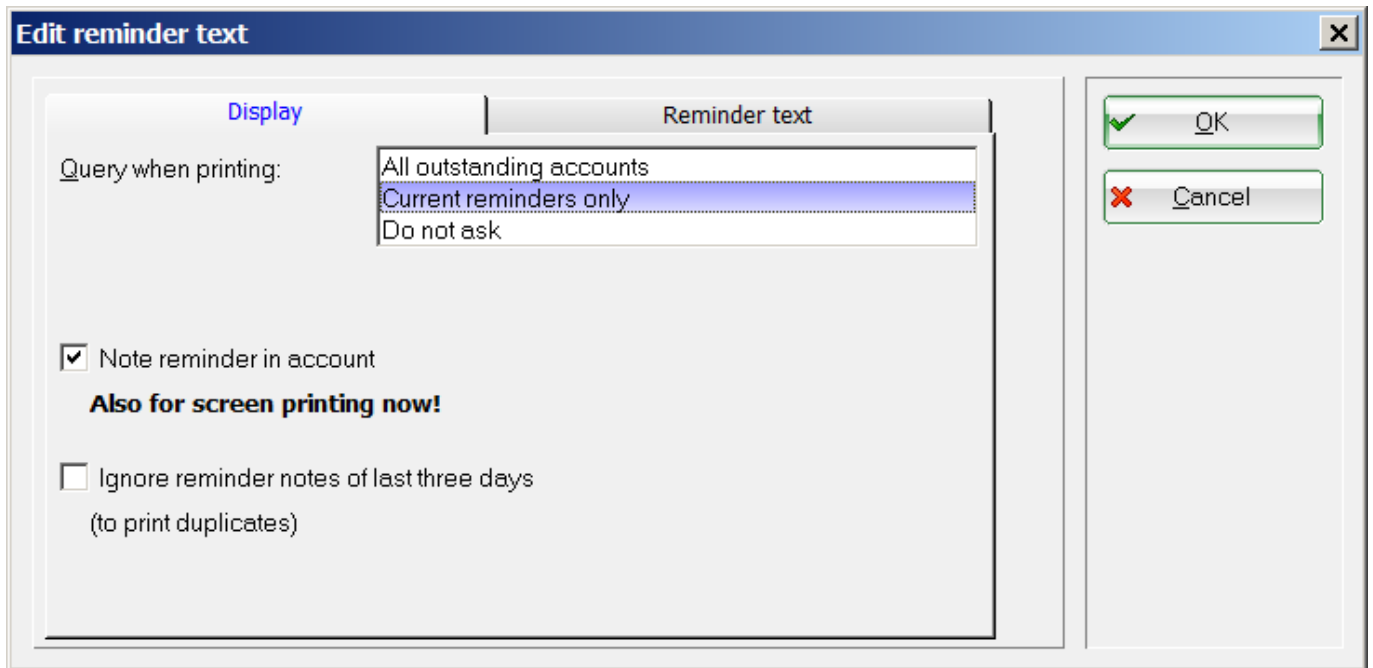 Edit reminder text
Display
Reminder text
Query when printing:
All outstanding accounts
Current reminders only
Do not ask
Note reminder in account
Also for screen printing now!
Ignore reminder notes of last three days
(to print duplicates)
OK
Cancel